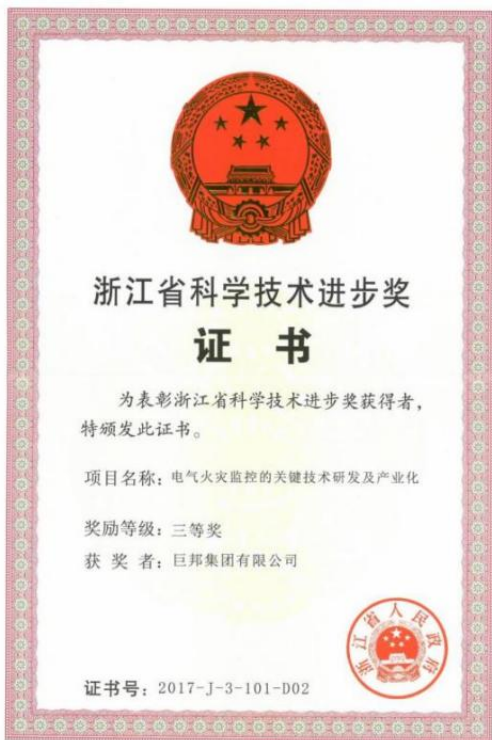 浙江省科学技术进步奖
证书
为表彰浙江省科学技术进步奖获得者，
特颁发此证书。
项目名称：电气火灾监控的关键技术研发及产业化
奖励等级：三等奖
获奖者：巨邦集团有限公司
浙江省人民政府
证书号：2017-J-3-101-D02